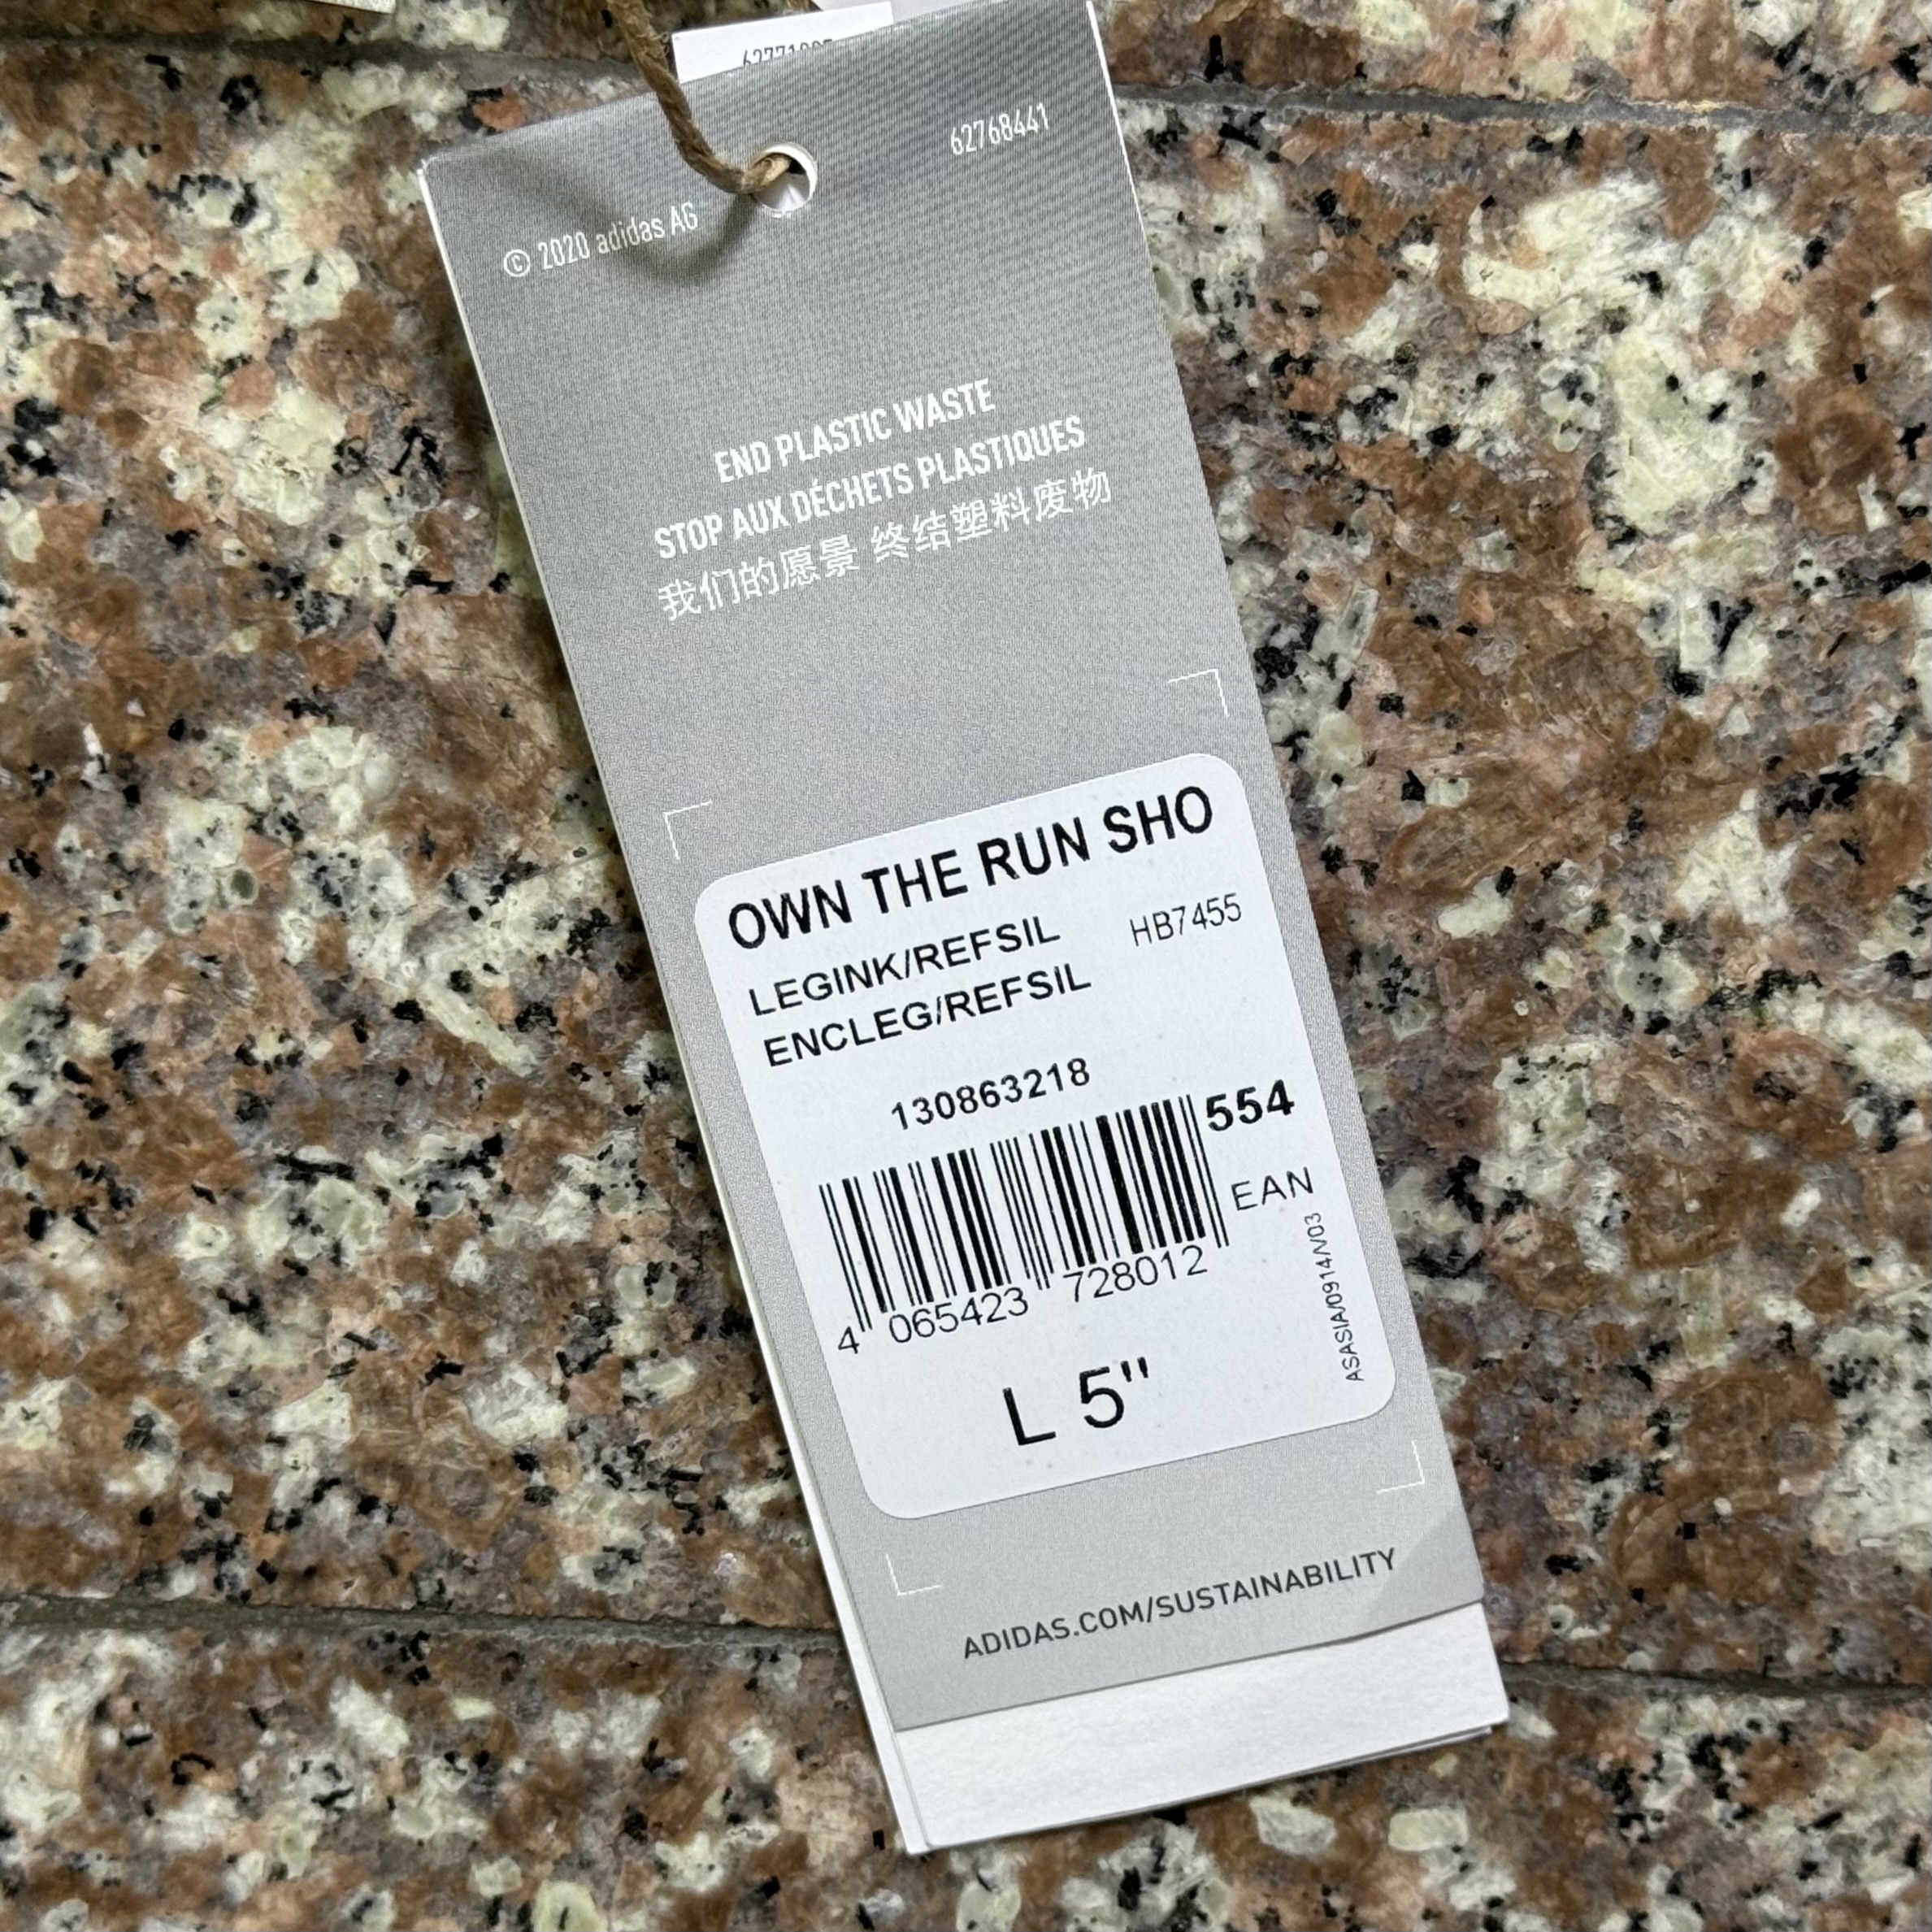 62768441
© 2020 adidas AG
END PLASTIC WASTE
STOP AUX DÉCHETS PLASTIQUES
我们的愿景 终结塑料废物
OWN THE RUN SHO
LEGINK/REFSIL HB7455
ENCLEG/REFSIL
130863218
554
EAN
4 065423 728012
ASASIA/0914/V03
L 5"
ADIDAS.COM/SUSTAINABILITY